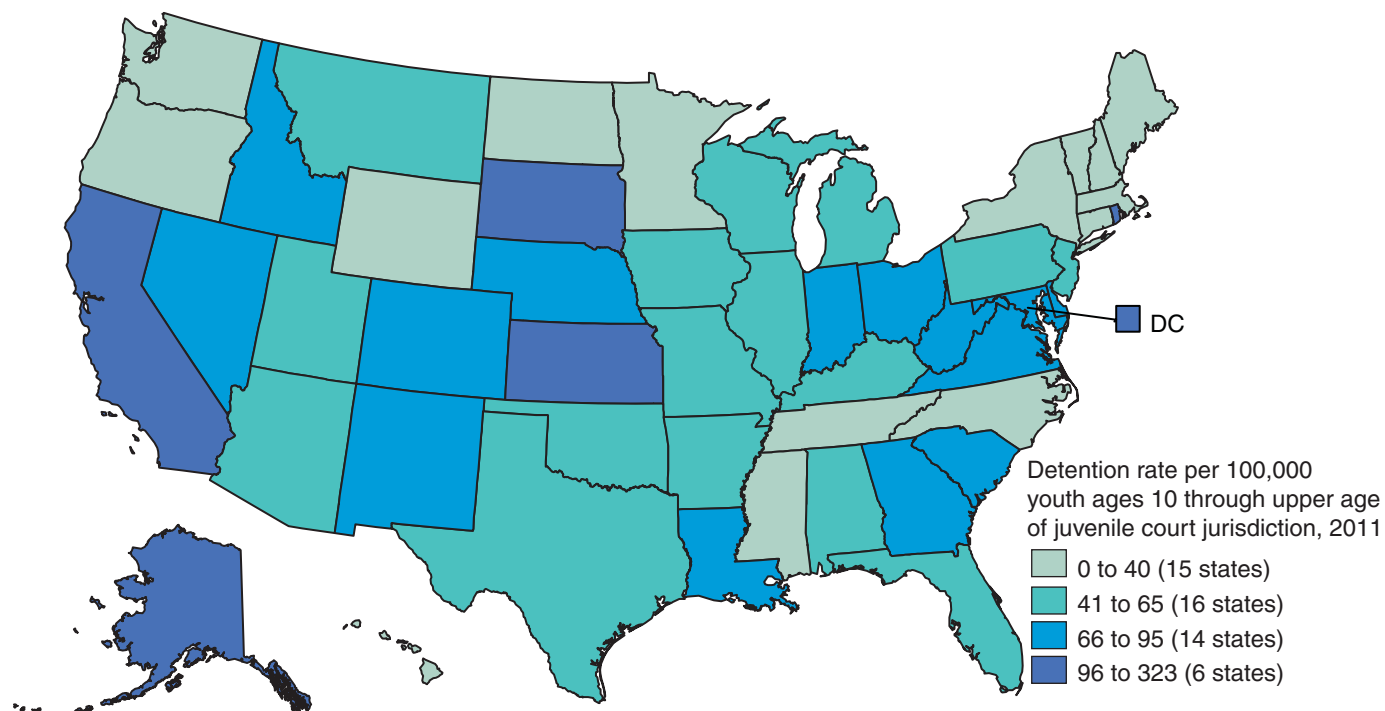 DC
Detention rate per 100,000
youth ages 10 through upper age
of juvenile court jurisdiction, 2011
0 to 40 (15 states)
41 to 65 (16 states)
66 to 95 (14 states)
96 to 323 (6 states)